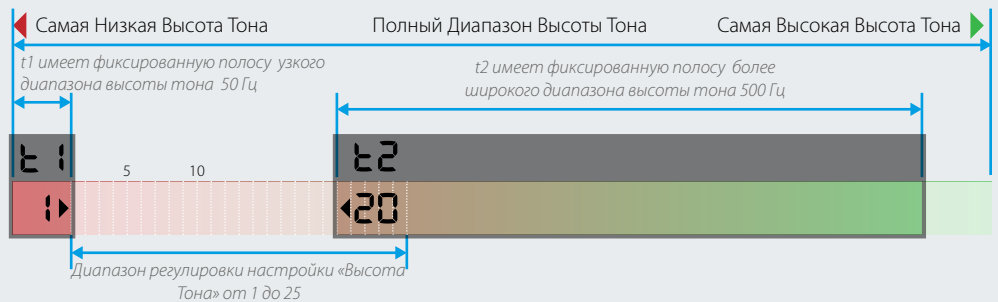 Самая Низкая Высота Тона Полный Диапазон Высоты Тона Самая Высокая Высота Тона
t1 имеет фиксированную полосу узкого
диапазона высоты тона 50 Гц
t2 имеет фиксированную полосу более
широкого диапазона высоты тона 500 Гц
t1 5 10 t2
1 20
Диапазон регулировки настройки «Высота
Тона» от 1 до 25